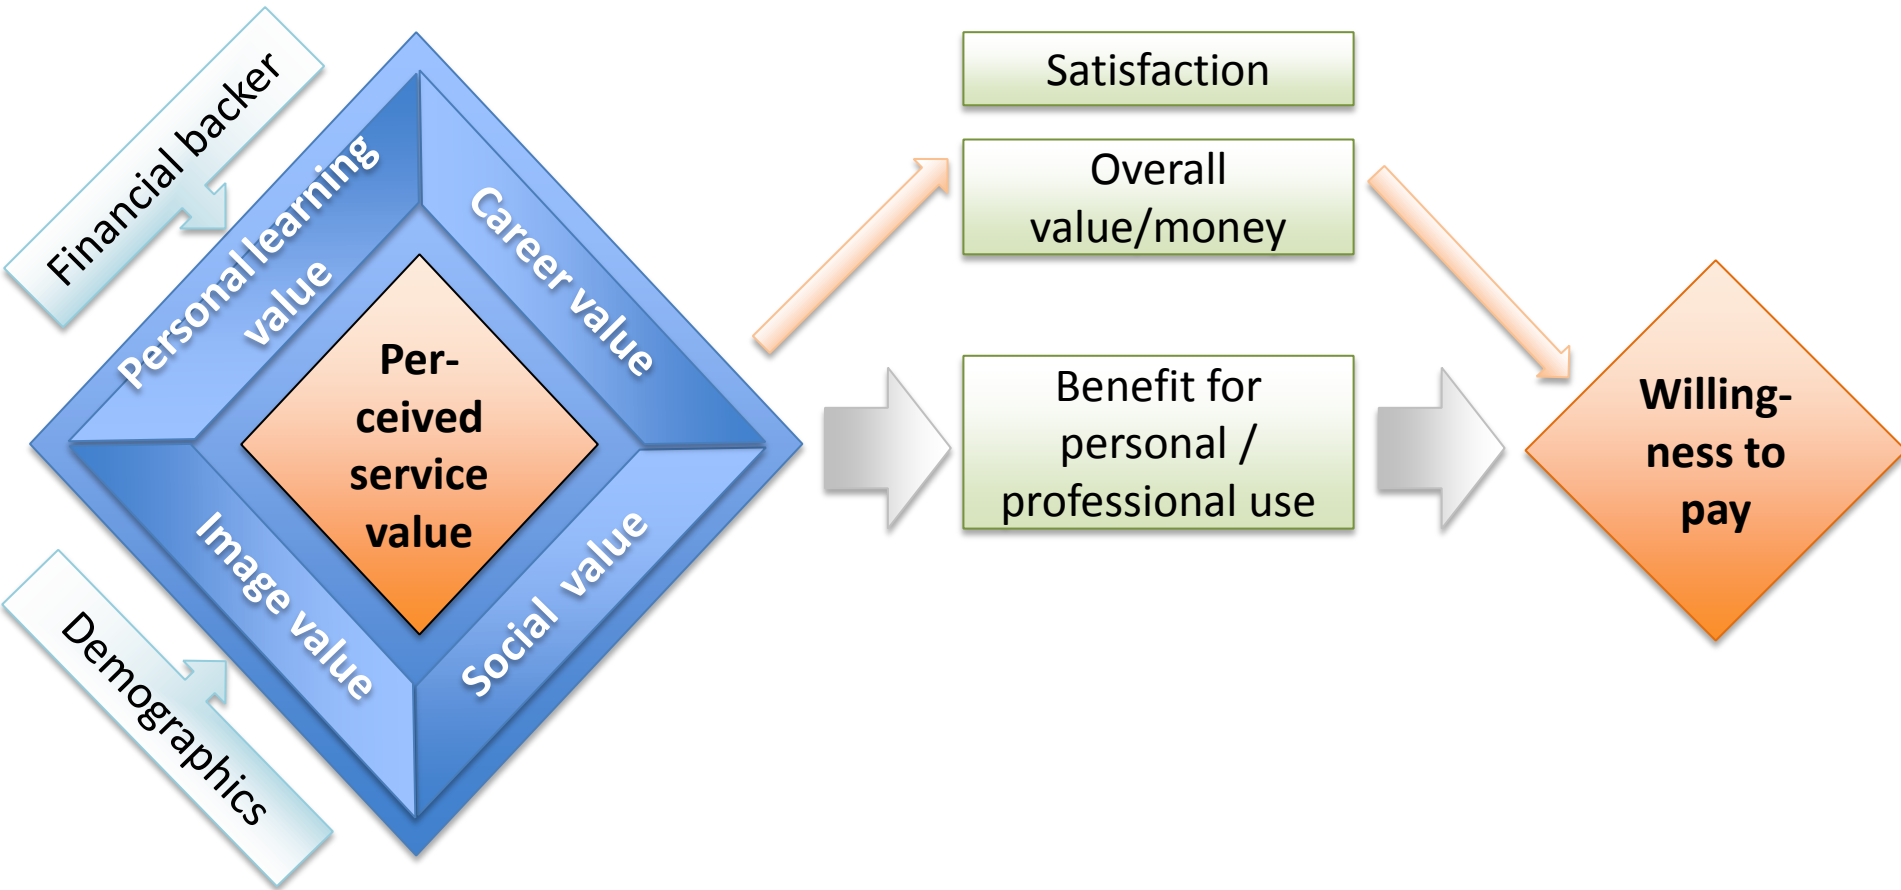 Financial backer
Personal learning
value
Career value
Per-
ceived
service
value
Image value
Social value
Demographics
Satisfaction
Overall
value/money
Benefit for
personal /
professional use
Willing-
ness to
pay